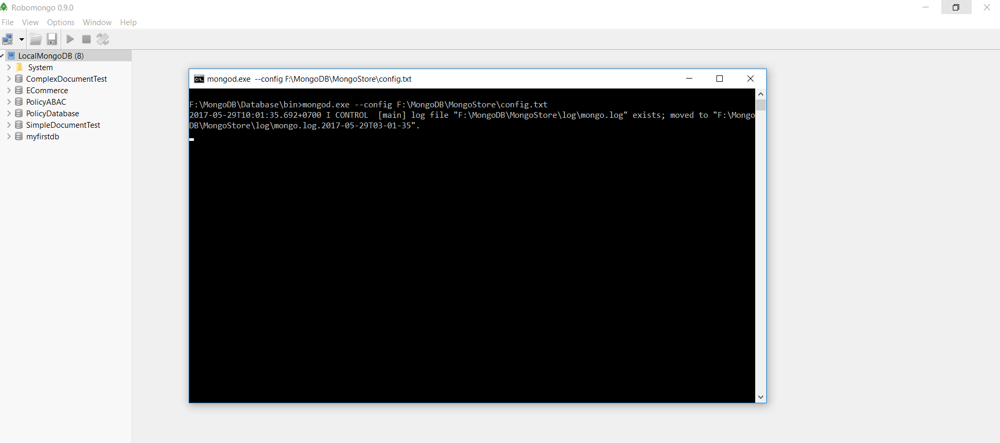 Robomongo 0.9.0
File View Options Window Help
LocalMongoDB (8)
System
ComplexDocumentTest
ECommerce
PolicyABAC
PolicyDatabase
SimpleDocumentTest
myfirstdb
mongod.exe --config F:\MongoDB\MongoStore\config.txt
F:\MongoDB\Database\bin>mongod.exe --config F:\MongoDB\MongoStore\config.txt
2017-05-29T10:01:35.692+0700 I CONTROL  [main] log file "F:\MongoDB\MongoStore\log\mongo.log" exists; moved to "F:\Mongo
DB\MongoStore\log\mongo.log.2017-05-29T03-01-35".